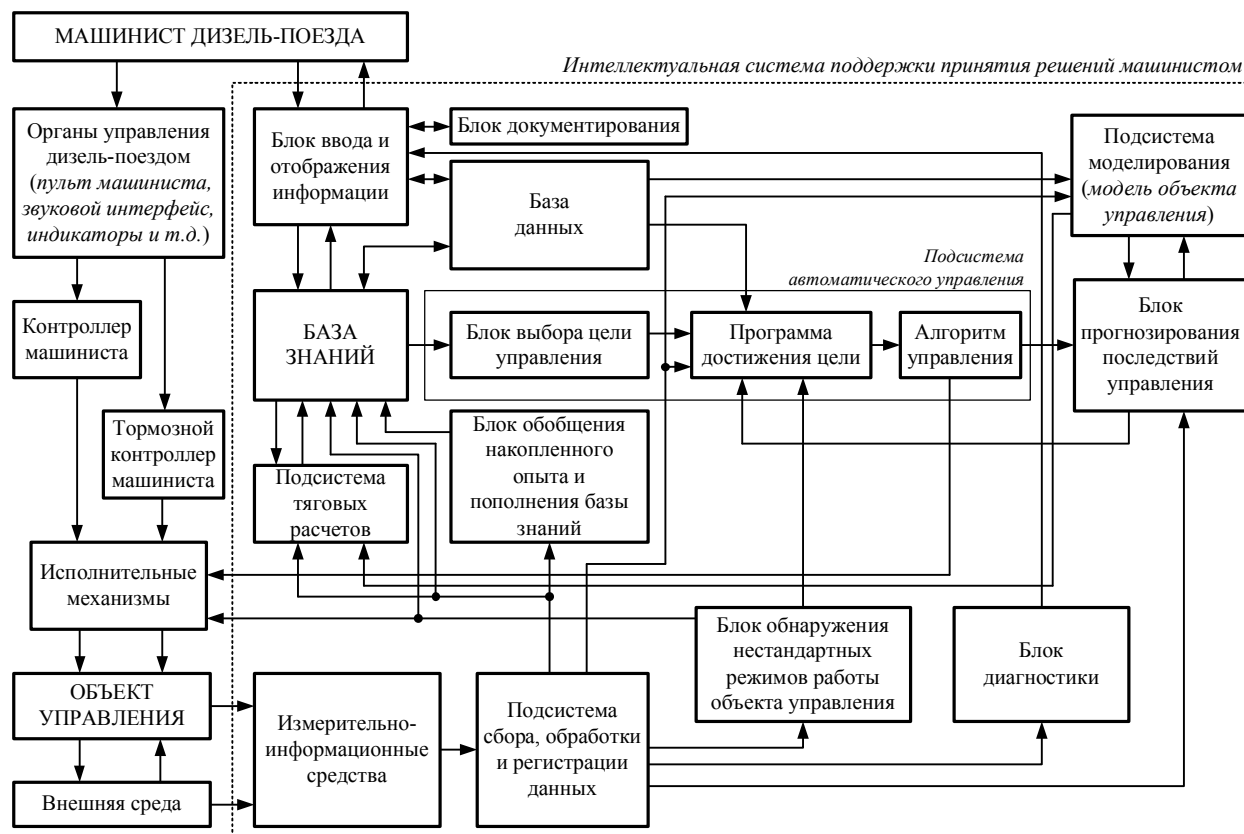 МАШИНИСТ ДИЗЕЛЬ-ПОЕЗДА
Интеллектуальная система поддержки принятия решений машинистом
Органы управления
дизель-поездом
(пульт машиниста,
звуковой интерфейс,
индикаторы и т.д.)
Блок ввода и
отображения
информации
Блок документирования
База
данных
Подсистема
моделирования
(модель объекта
управления)
Подсистема
автоматического управления
Контроллер
машиниста
БАЗА
ЗНАНИЙ
Блок выбора цели
управления
Программа
достижения цели
Алгоритм
управления
Блок
прогнозирования
последствий
управления
Тормозной
контроллер
машиниста
Подсистема
тяговых
расчетов
Блок обобщения
накопленного
опыта и
пополнения базы
знаний
Исполнительные
механизмы
Блок обнаружения
нестандартных
режимов работы
объекта управления
Блок
диагностики
ОБЪЕКТ
УПРАВЛЕНИЯ
Измерительно-
информационные
средства
Подсистема
сбора, обработки
и регистрации
данных
Внешняя среда